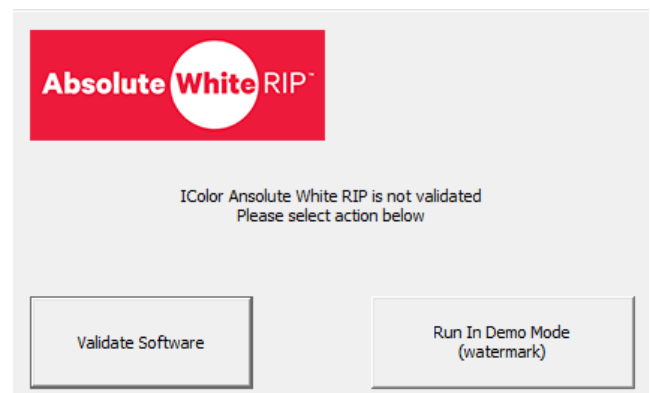 Absolute White RIP™
IColor Ansolute White RIP is not validated
Please select action below
Validate Software
Run In Demo Mode
(watermark)